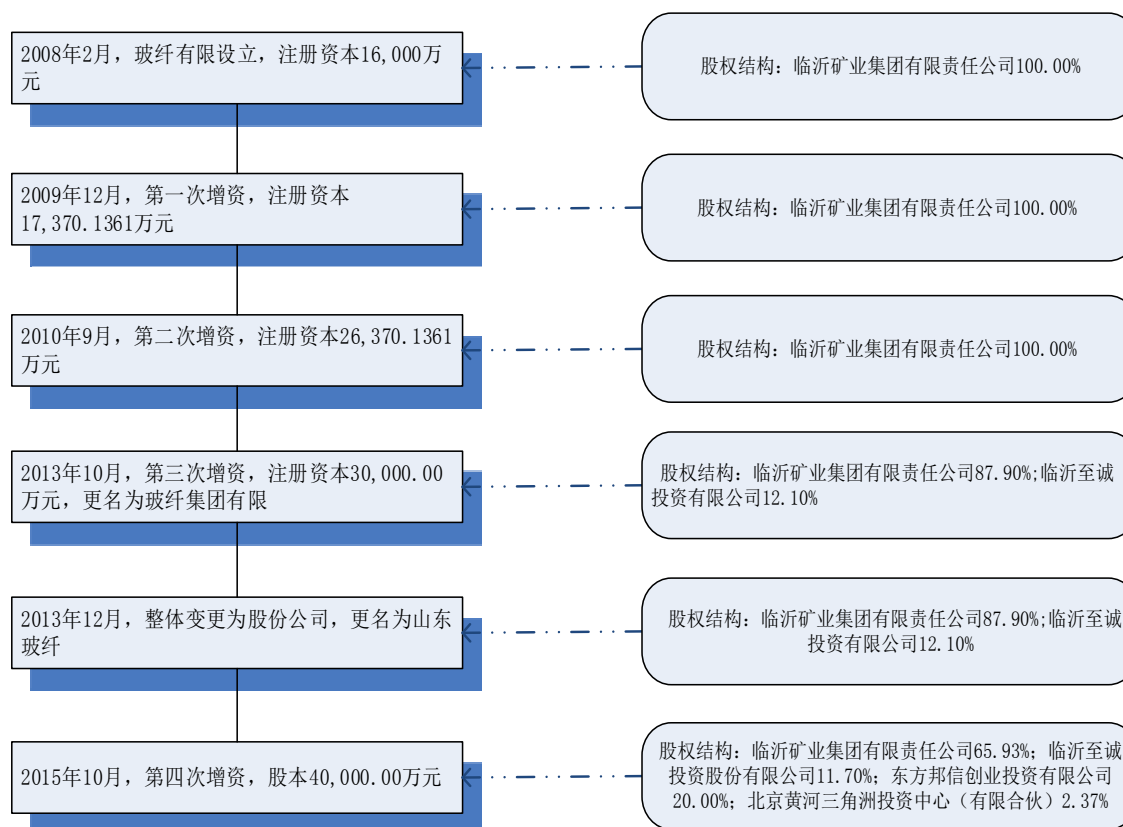 2008年2月，玻纤有限设立，注册资本16,000万
元
股权结构：临沂矿业集团有限责任公司100.00%
2009年12月，第一次增资，注册资本
17,370.1361万元
股权结构：临沂矿业集团有限责任公司100.00%
2010年9月，第二次增资，注册资本26,370.1361
万元
股权结构：临沂矿业集团有限责任公司100.00%
2013年10月，第三次增资，注册资本30,000.00
万元，更名为玻纤集团有限
股权结构：临沂矿业集团有限责任公司87.90%;临沂至诚
投资有限公司12.10%
2013年12月，整体变更为股份公司，更名为山东
玻纤
股权结构：临沂矿业集团有限责任公司87.90%;临沂至诚
投资有限公司12.10%
2015年10月，第四次增资，股本40,000.00万元
股权结构：临沂矿业集团有限责任公司65.93%；临沂至诚
投资股份有限公司11.70%；东方邦信创业投资有限公司
20.00%；北京黄河三角洲投资中心（有限合伙）2.37%